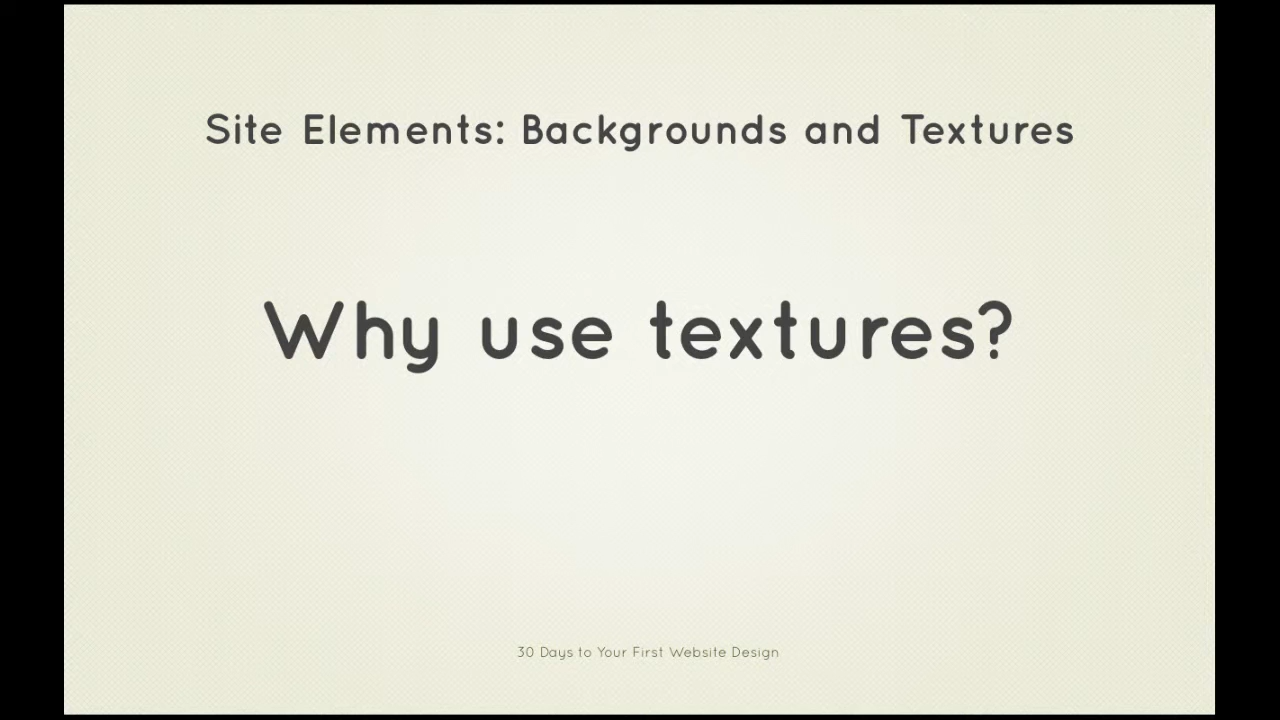 Site Elements: Backgrounds and Textures
Why use textures?
30 Days to Your First Website Design